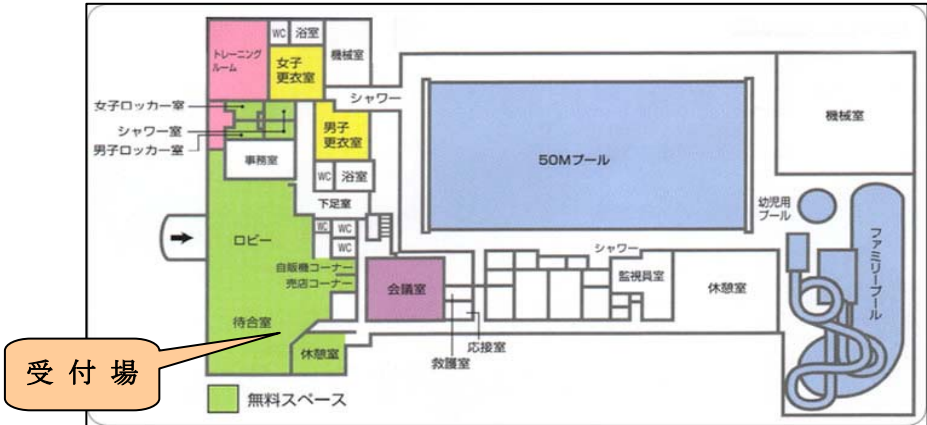 WC
浴室
トレーニング
ルーム
女子
更衣室
機械室
機械室
女子ロッカー室
シャワー
シャワー室
男子
更衣室
男子ロッカー室
事務室
50Mプール
WC
浴室
下足室
幼児用
プール
ファミリープール
WC
WC
WC
ロビー
シャワー
自販機コーナー
売店コーナー
会議室
監視員室
休憩室
待合室
休憩室
応接室
救護室
受付場
無料スペース